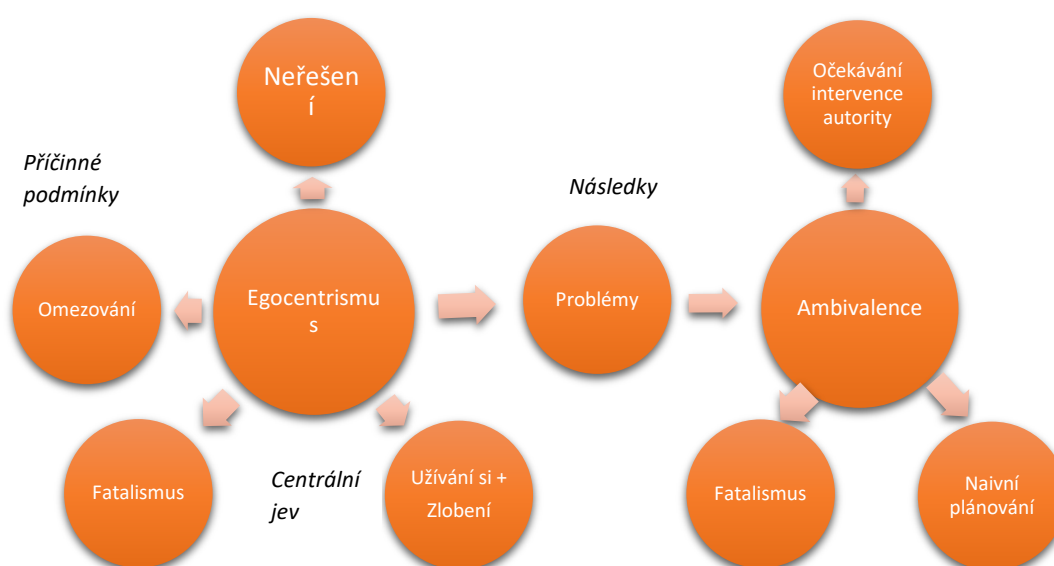 Neřešen
í
Očekávání
intervence
autority
Příčinné
podmínky
Následky
Omezování
Egocentrismu
s
Problémy
Ambivalence
Fatalismus
Centrální
jev
Užívání si +
Zlobení
Fatalismus
Naivní
plánování